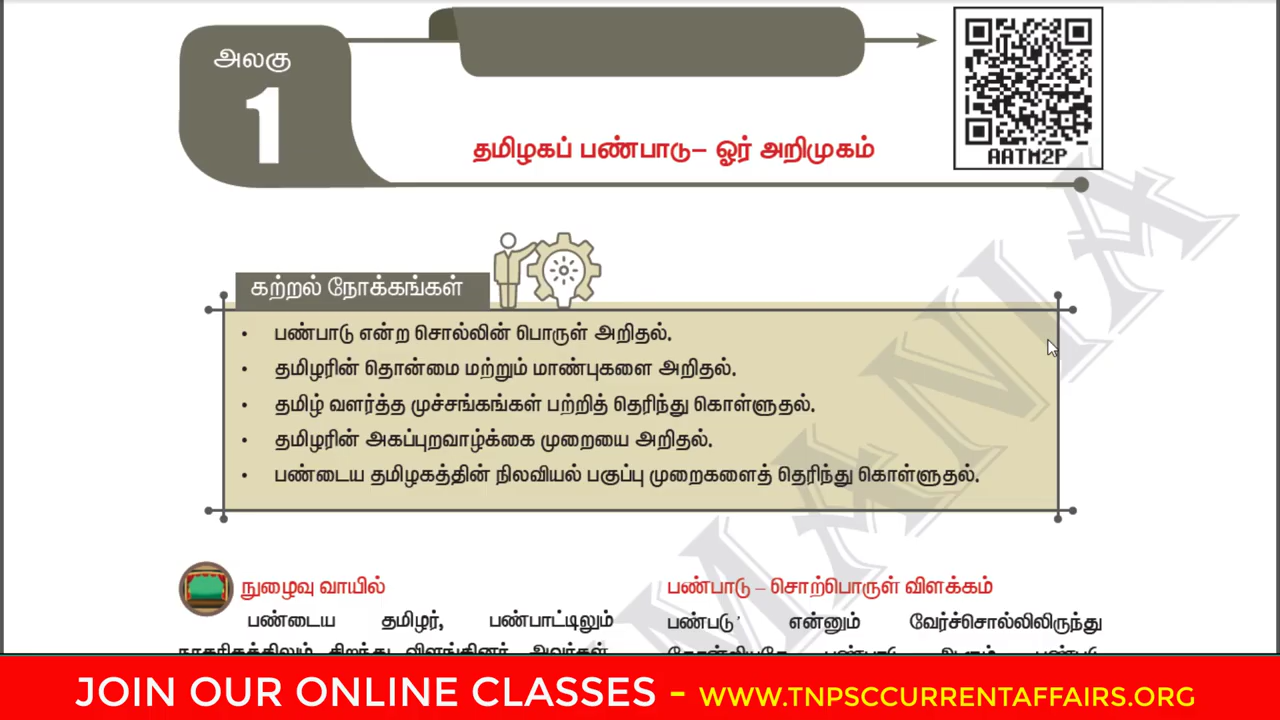 அலகு
1
தமிழகப் பண்பாடு– ஓர் அறிமுகம்
AATM2P
கற்றல் நோக்கங்கள்
• பண்பாடு என்ற சொல்லின் பொருள் அறிதல்.
• தமிழரின் தொன்மை மற்றும் மாண்புகளை அறிதல்.
• தமிழ் வளர்த்த முச்சங்கங்கள் பற்றித் தெரிந்து கொள்ளுதல்.
• தமிழரின் அகப்புறவாழ்க்கை முறையை அறிதல்.
• பண்டைய தமிழகத்தின் நிலவியல் பகுப்பு முறைகளைத் தெரிந்து கொள்ளுதல்.
நுழைவு வாயில்
பண்டைய தமிழர், பண்பாட்டிலும்
பண்பாடு – சொற்பொருள் விளக்கம்
பண்படு' என்னும் வேர்ச்சொல்லிலிருந்து
MANIA
JOIN OUR ONLINE CLASSES - WWW.TNPSCCURRENTAFFAIRS.ORG